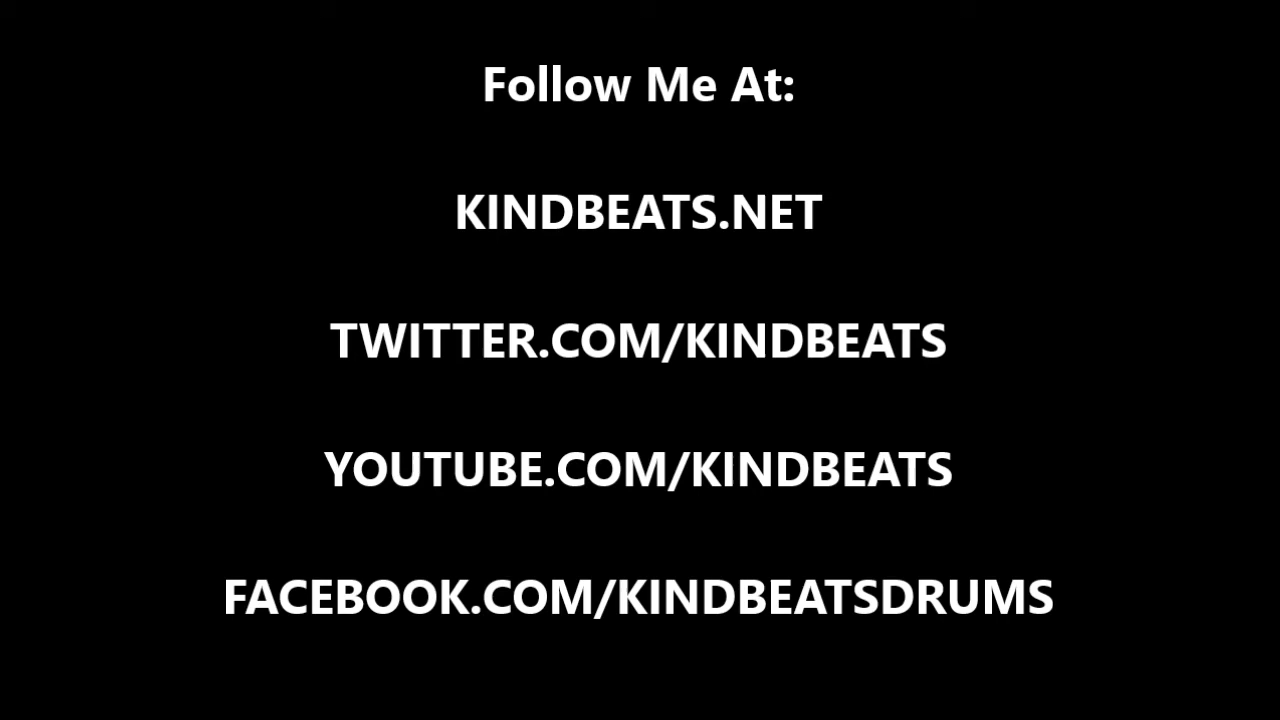 Follow Me At:
KINDBEATS.NET
TWITTER.COM/KINDBEATS
YOUTUBE.COM/KINDBEATS
FACEBOOK.COM/KINDBEATSDRUMS